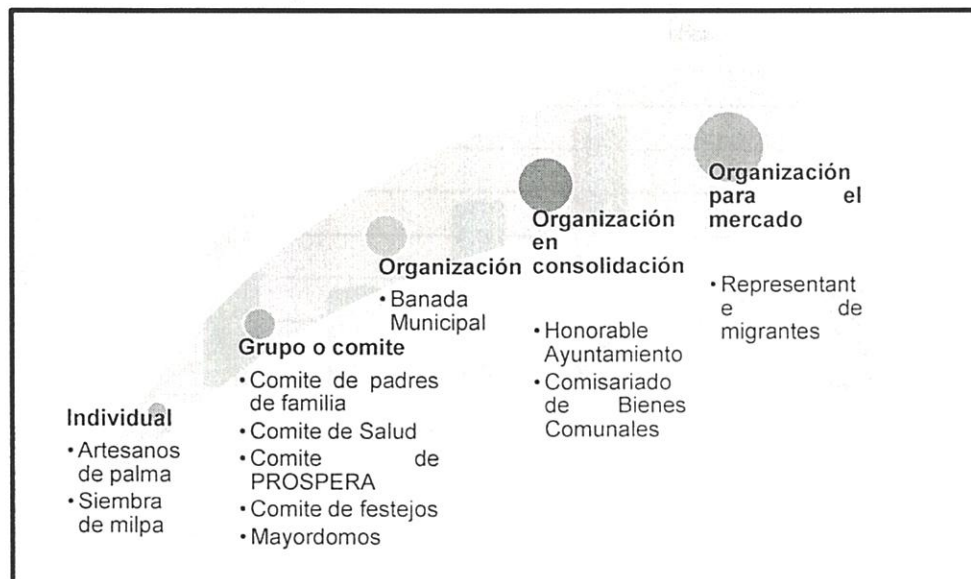 Individual
• Artesanos
de palma
• Siembra
de milpa
Grupo o comite
• Comite de padres
de familia
• Comite de Salud
• Comite de
PROSPERA
• Comite de festejos
• Mayordomos
Organización
• Banada
Municipal
Organización
en
consolidación
• Honorable
Ayuntamiento
• Comisariado
de Bienes
Comunales
Organización
para el
mercado
• Representant
e de
migrantes